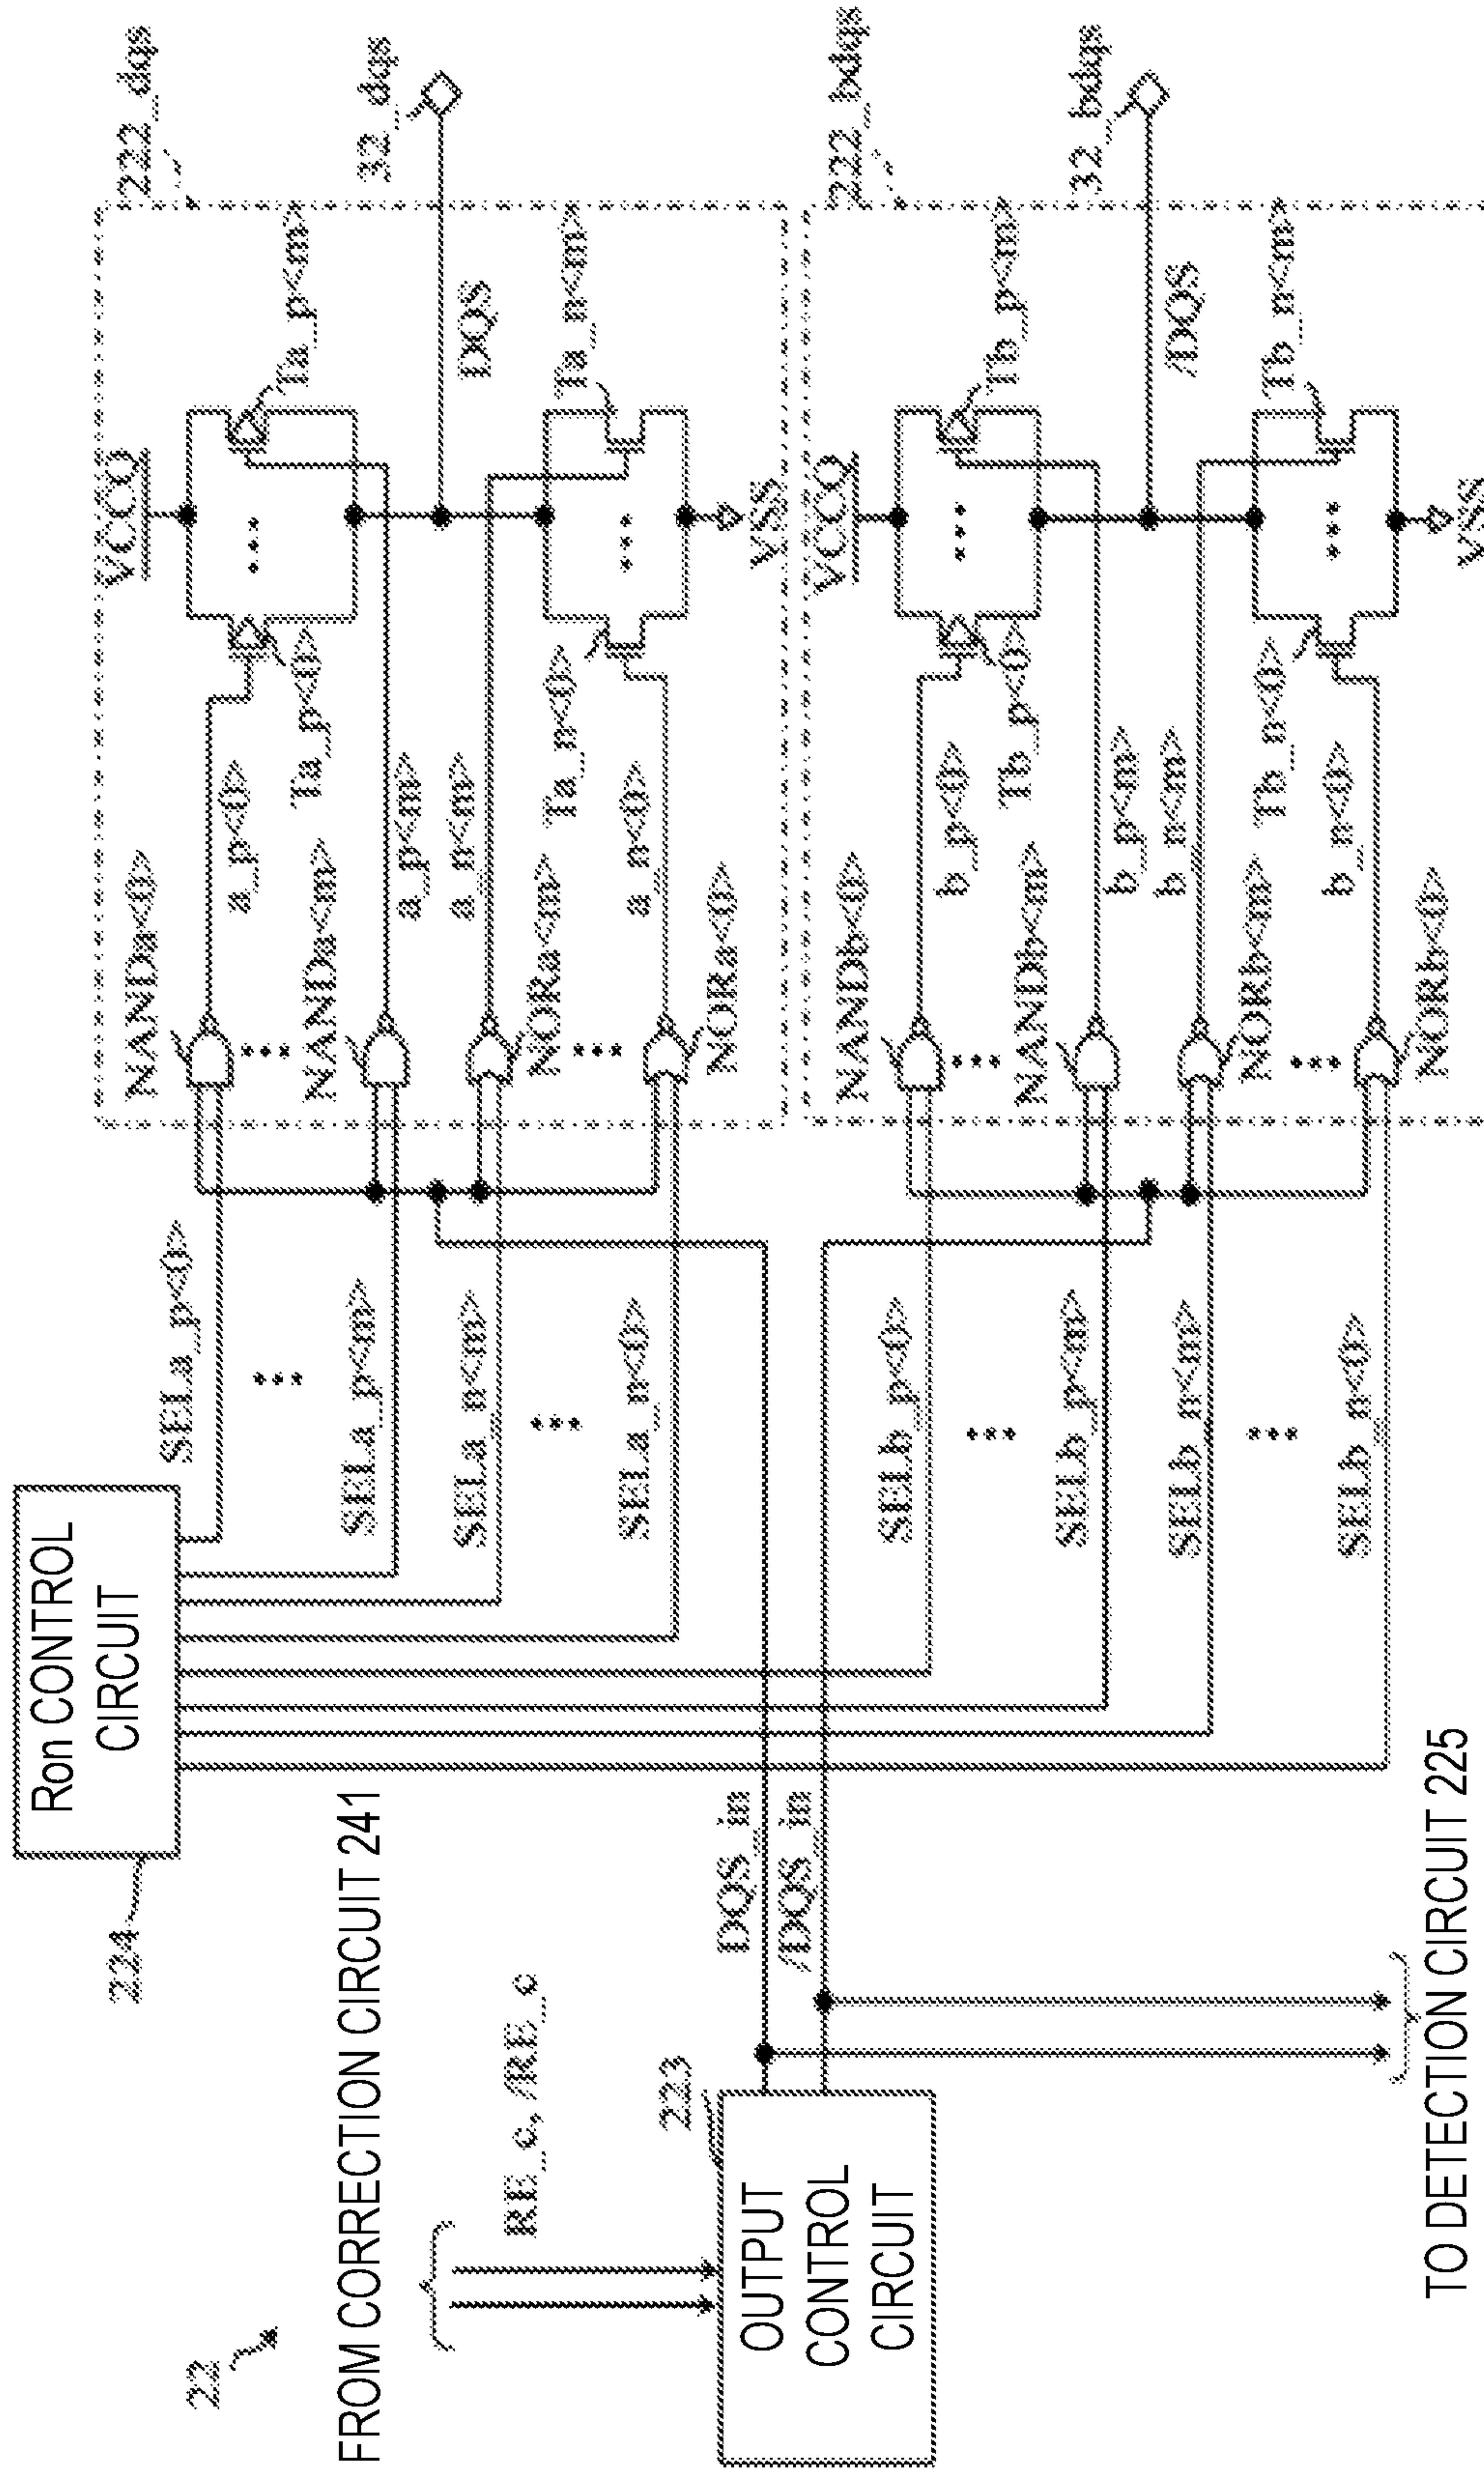 22
FROM CORRECTION CIRCUIT 241
RE_c, /RE_c
223
OUTPUT
CONTROL
CIRCUIT
DQS_in
/DQS_in
TO DETECTION CIRCUIT 225
224
Ron CONTROL
CIRCUIT
SELa_p<0>
...
SELa_p<m>
SELa_n<m>
...
SELa_n<0>
SELb_p<0>
...
SELb_p<m>
SELb_n<m>
...
SELb_n<0>
222_dqs
NANDa<0>
...
NANDa<m>
NORa<m>
...
NORa<0>
a_p<0>
a_p<m>
a_n<m>
a_n<0>
VCCQ
Ta_p<0>
...
Ta_p<m>
DQS
32_dqs
Ta_n<0>
...
Ta_n<m>
VSS
222_bdqs
NANDb<0>
...
NANDb<m>
NORb<m>
...
NORb<0>
b_p<0>
b_p<m>
b_n<m>
b_n<0>
VCCQ
Tb_p<0>
...
Tb_p<m>
/DQS
32_bdqs
Tb_n<0>
...
Tb_n<m>
VSS